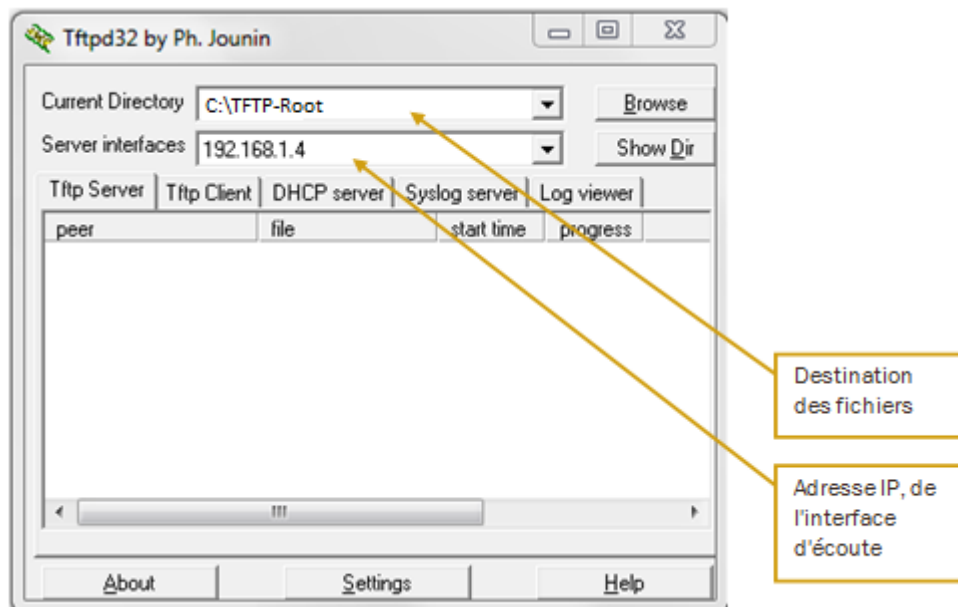 Tftpd32 by Ph. Jounin
Current Directory C:\TFTP-Root Browse
Server interfaces 192.168.1.4 Show Dir
Tftp Server Tftp Client DHCP server Syslog server Log viewer
peer file start time progress
Destination
des fichiers
Adresse IP, de
l'interface
d'écoute
About Settings Help